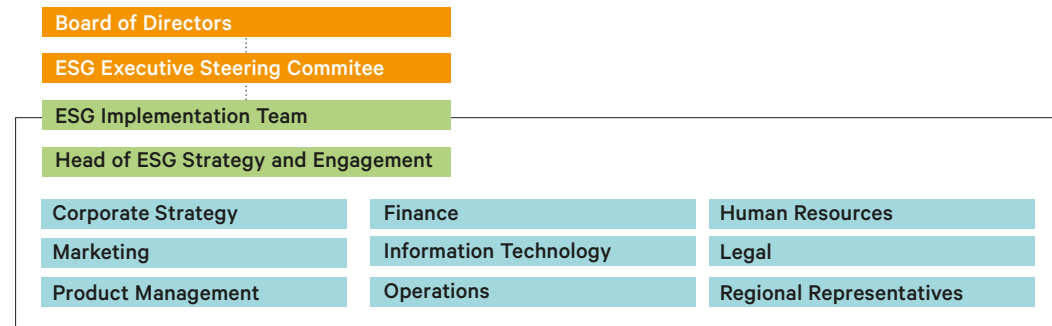 Board of Directors
ESG Executive Steering Commitee
ESG Implementation Team
Head of ESG Strategy and Engagement
Corporate Strategy
Finance
Human Resources
Marketing
Information Technology
Legal
Product Management
Operations
Regional Representatives